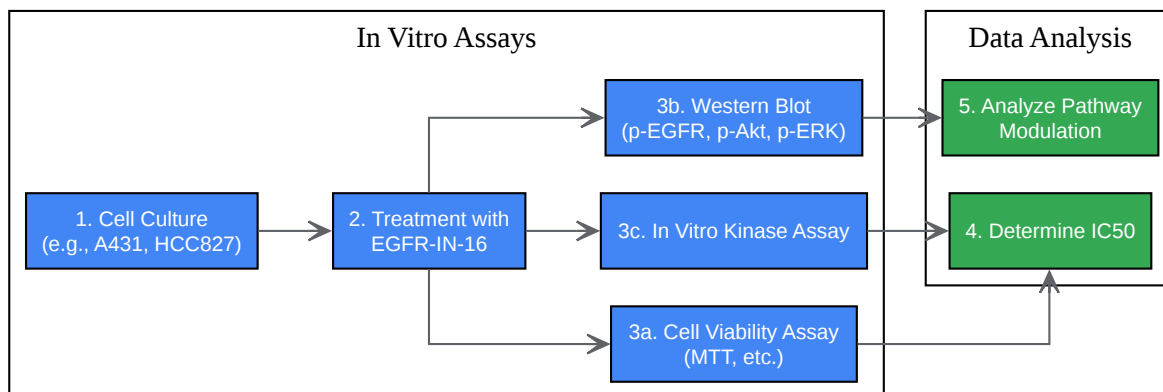 In Vitro Assays
Data Analysis
3b. Western Blot
(p-EGFR, p-Akt, p-ERK)
5. Analyze Pathway
Modulation
1. Cell Culture
(e.g., A431, HCC827)
2. Treatment with
EGFR-IN-16
3c. In Vitro Kinase Assay
4. Determine IC50
3a. Cell Viability Assay
(MTT, etc.)